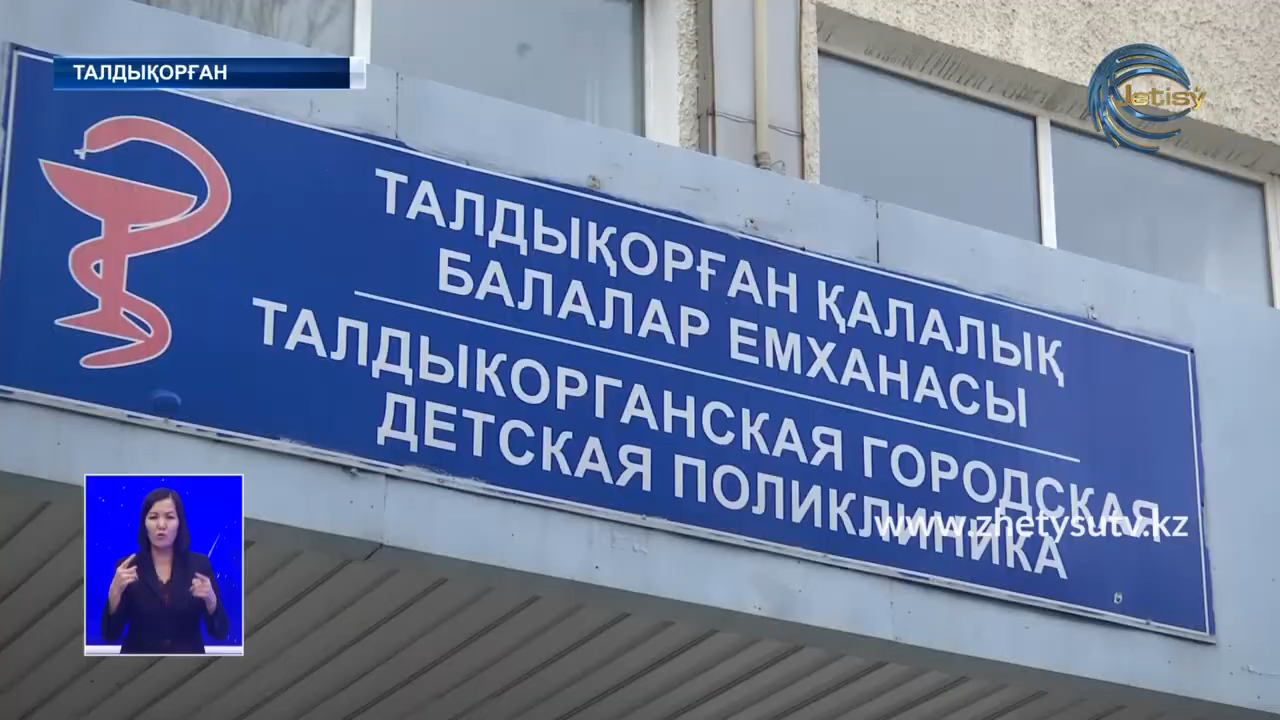 ТАЛДЫҚОРҒАН
Jetisý
ТАЛДЫҚОРҒАН ҚАЛАЛЫҚ
БАЛАЛАР ЕМХАНАСЫ
ТАЛДЫКОРГАНСКАЯ ГОРОДСКАЯ
ДЕТСКАЯ ПОЛИКЛИНИКА
www.zhetysutv.kz